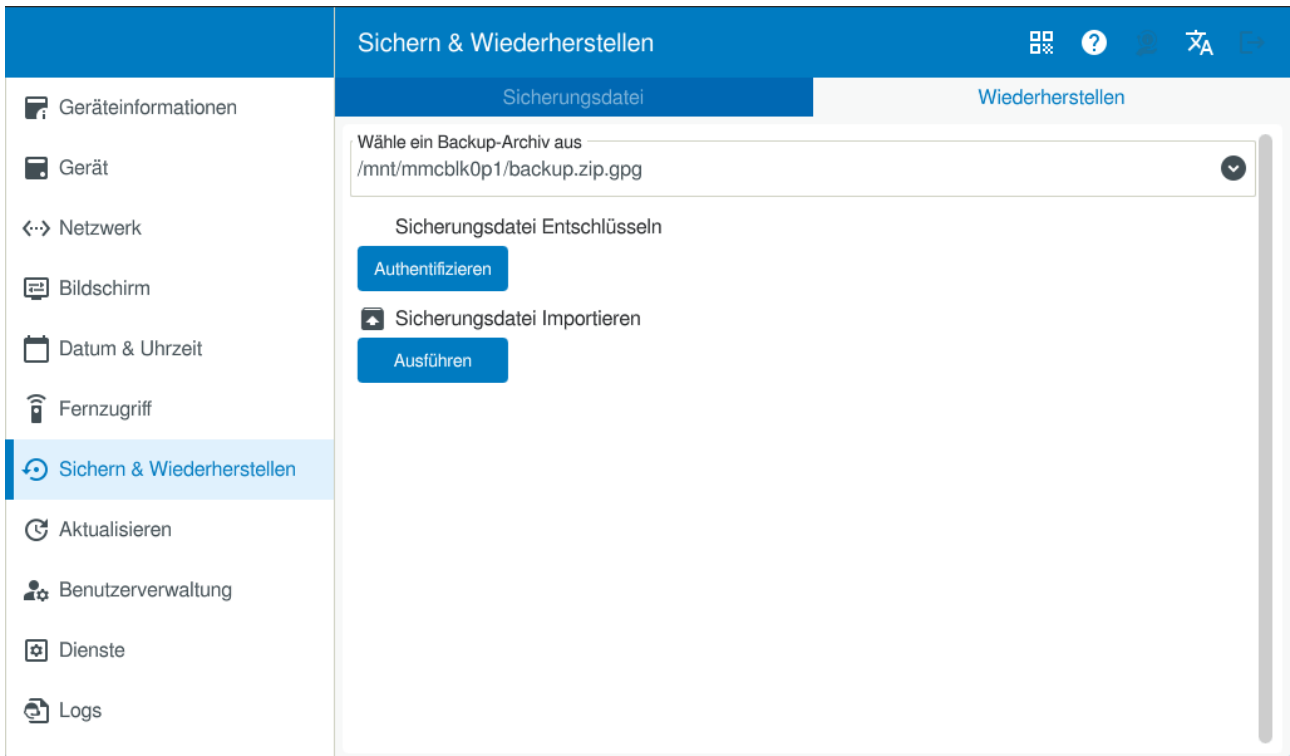 Sichern & Wiederherstellen
Geräteinformationen
Gerät
Netzwerk
Bildschirm
Datum & Uhrzeit
Fernzugriff
Sichern & Wiederherstellen
Aktualisieren
Benutzerverwaltung
Dienste
Logs
Sicherungsdatei
Wiederherstellen
Wähle ein Backup-Archiv aus
/mnt/mmcblk0p1/backup.zip.gpg
Sicherungsdatei Entschlüsseln
Authentifizieren
Sicherungsdatei Importieren
Ausführen